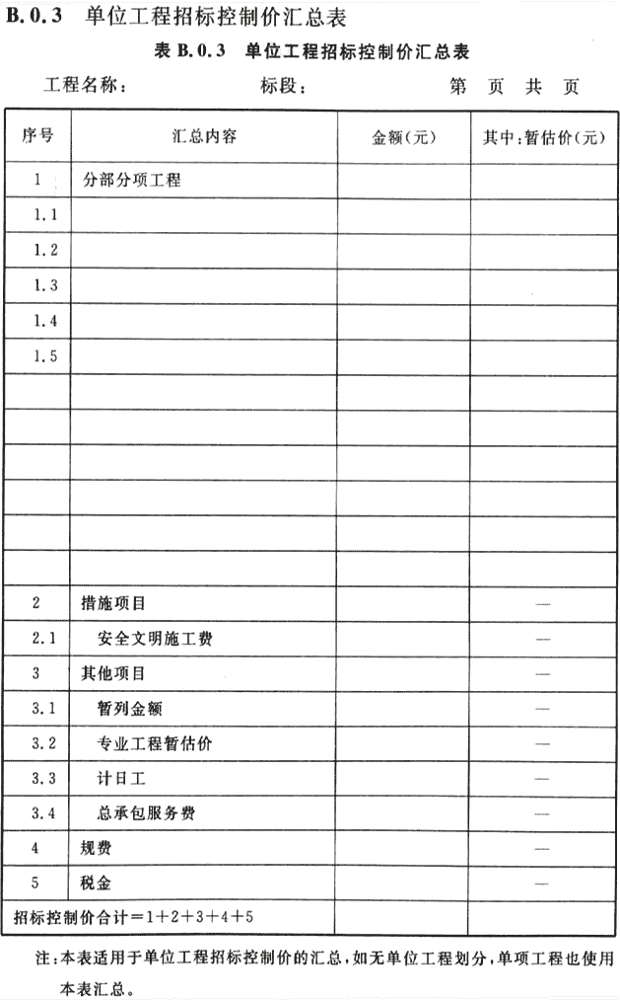 B.0.3 单位工程招标控制价汇总表
表 B.0.3 单位工程招标控制价汇总表
工程名称： 标段： 第 页 共 页
序号 汇总内容 金额(元) 其中:暂估价(元)
1 分部分项工程
1.1
1.2
1.3
1.4
1.5
2 措施项目 —
2.1 安全文明施工费 —
3 其他项目 —
3.1 暂列金额 —
3.2 专业工程暂估价 —
3.3 计日工 —
3.4 总承包服务费 —
4 规费 —
5 税金 —
招标控制价合计=1+2+3+4+5
注:本表适用于单位工程招标控制价的汇总,如无单位工程划分,单项工程也使用
本表汇总。